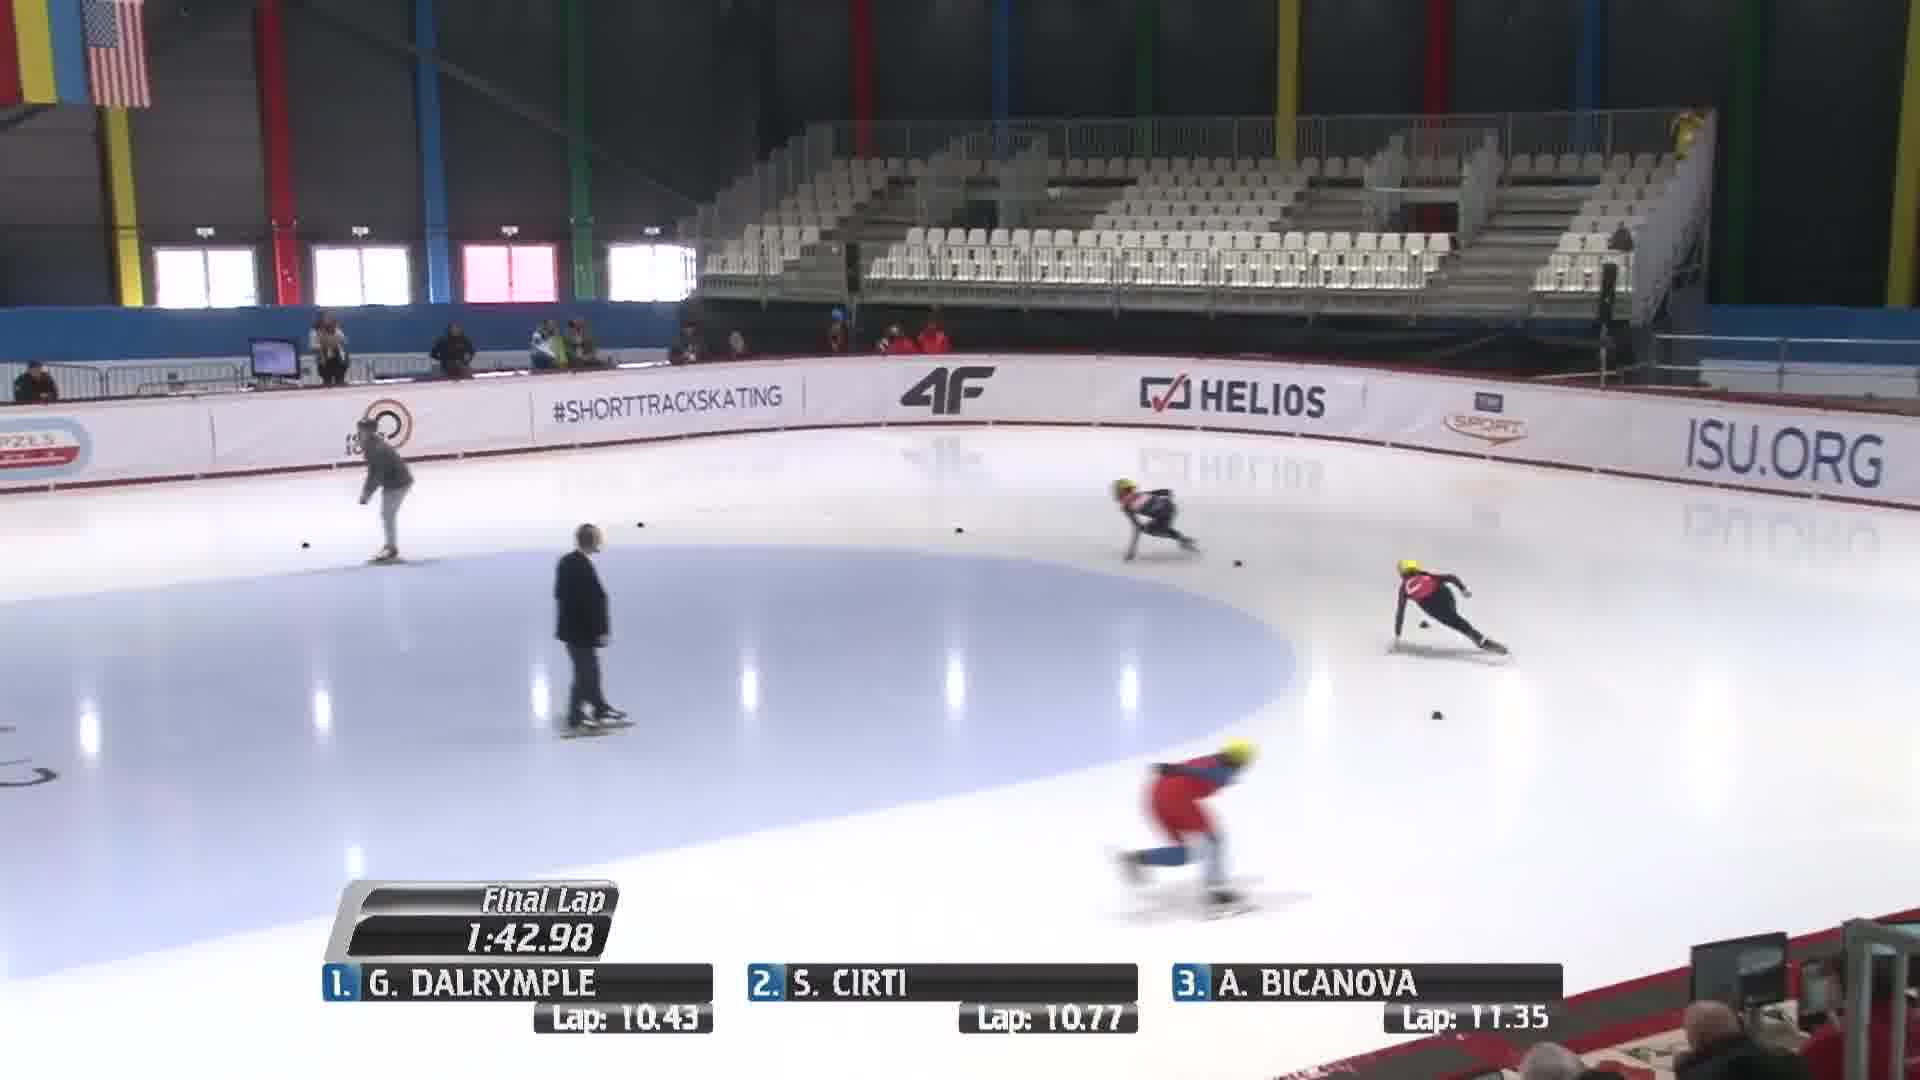 PZŁS
#SHORTTRACKSKATING
4F
HELIOS
SPORT
ISU.ORG
Final Lap
1:42.98
1. G. DALRYMPLE
Lap: 10.43
2. S. CIRTI
Lap: 10.77
3. A. BICANOVA
Lap: 11.35